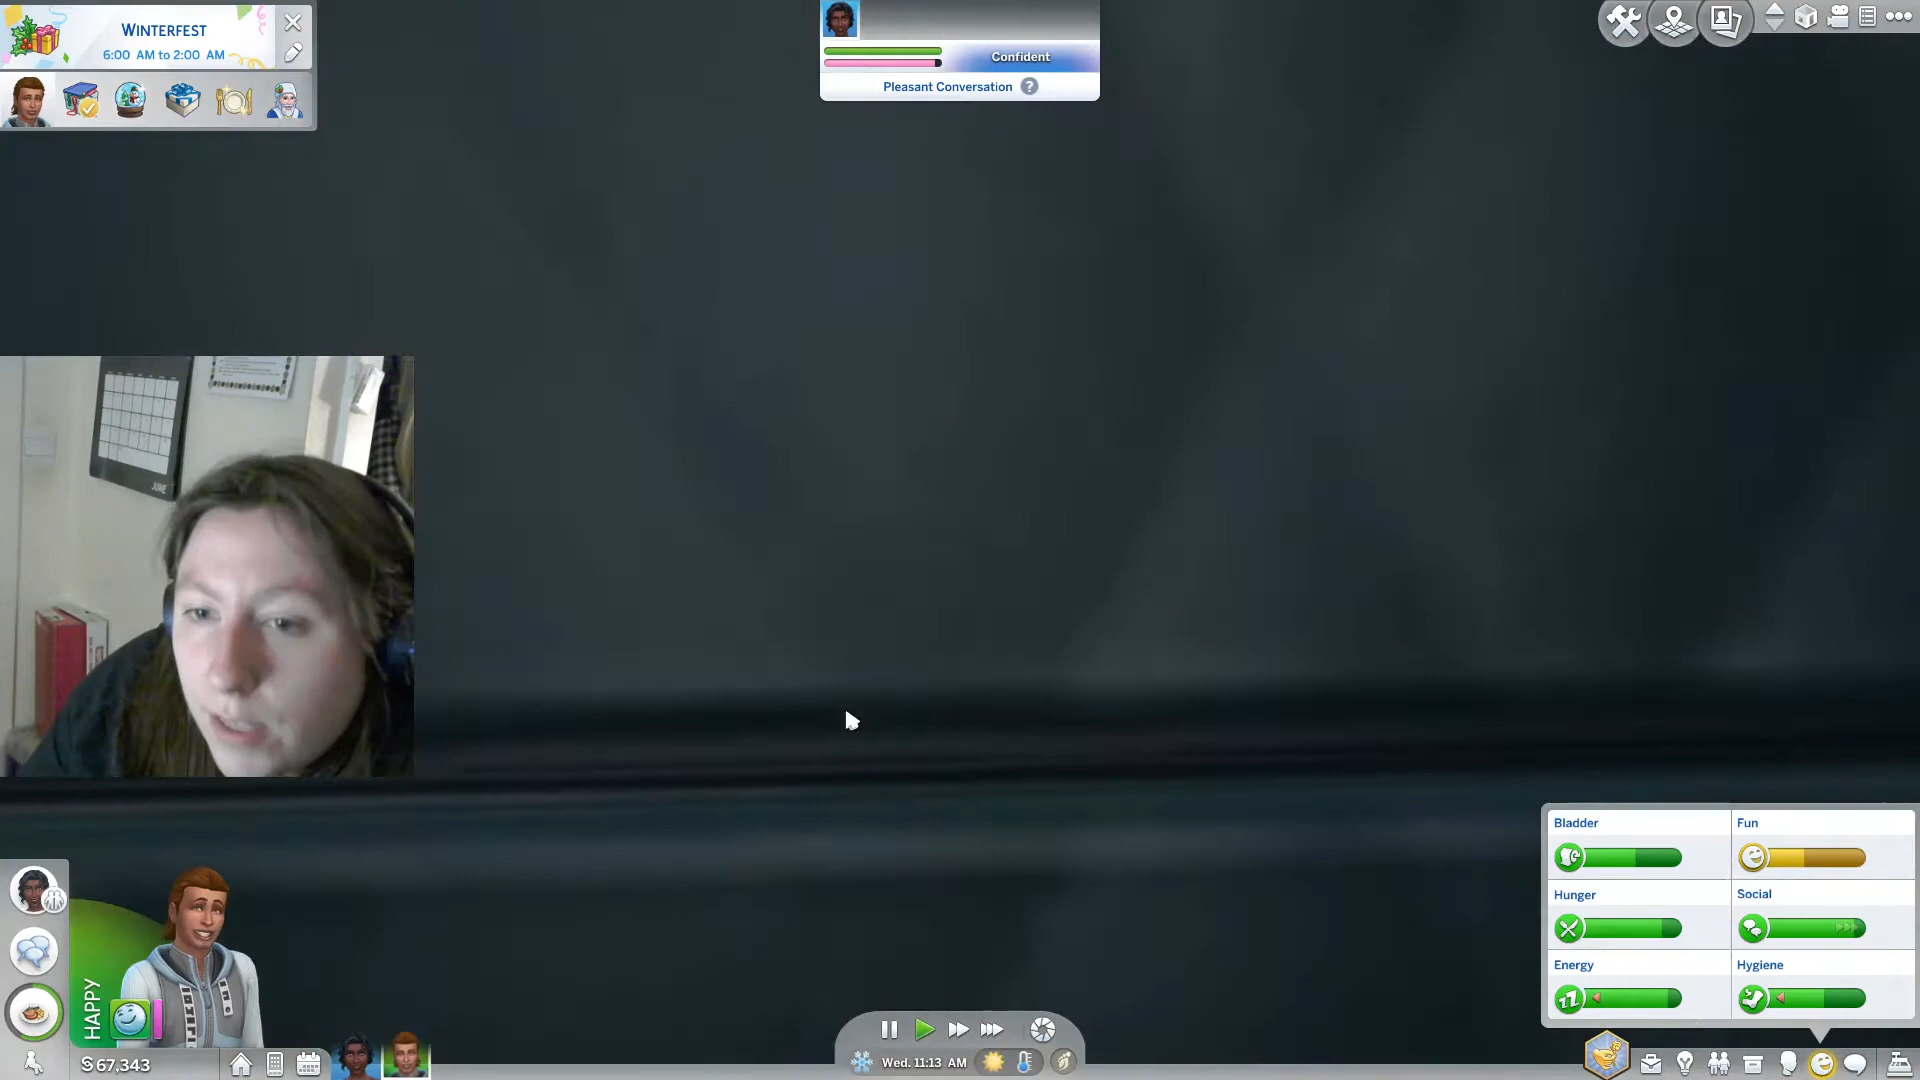 WINTERFEST
6:00 AM to 2:00 AM
Confident
Pleasant Conversation ?
JUNE
Bladder
Fun
Hunger
Social
Energy
Hygiene
HAPPY
§67,343
Wed. 11:13 AM